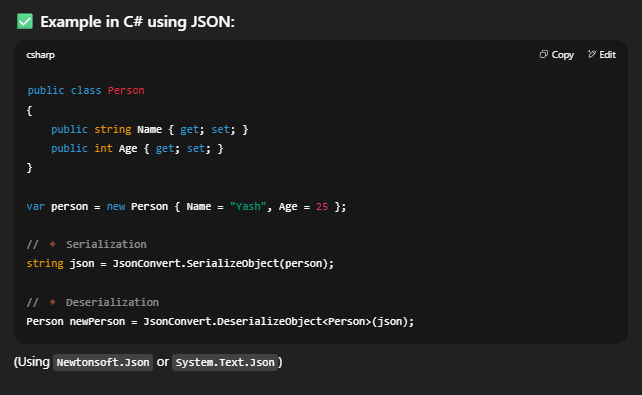 ✅ Example in C# using JSON:
csharp
Copy
Edit
public class Person
{
    public string Name { get; set; }
    public int Age { get; set; }
}
var person = new Person { Name = "Yash", Age = 25 };
// 🔸 Serialization
string json = JsonConvert.SerializeObject(person);
// 🔸 Deserialization
Person newPerson = JsonConvert.DeserializeObject<Person>(json);
(Using Newtonsoft.Json or System.Text.Json)